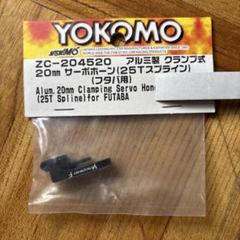 YOKOMO
ZC-204520 アルミ製 クランプ式
20mm サーボホーン(25Tスプライン)
(フタバ用)
Alum.20mm Clamping Servo Horn
(25T Spline)for FUTABA
YOKOMO F